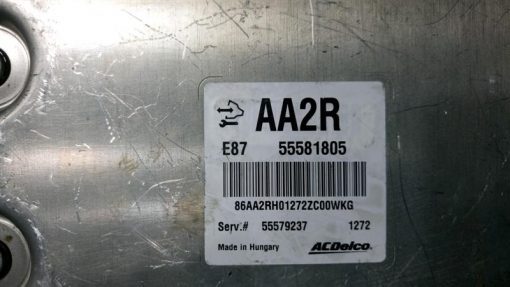 AA2R
E87 55581805
86AA2RH01272ZC00WKG
Serv.# 55579237 1272
Made in Hungary ACDelco